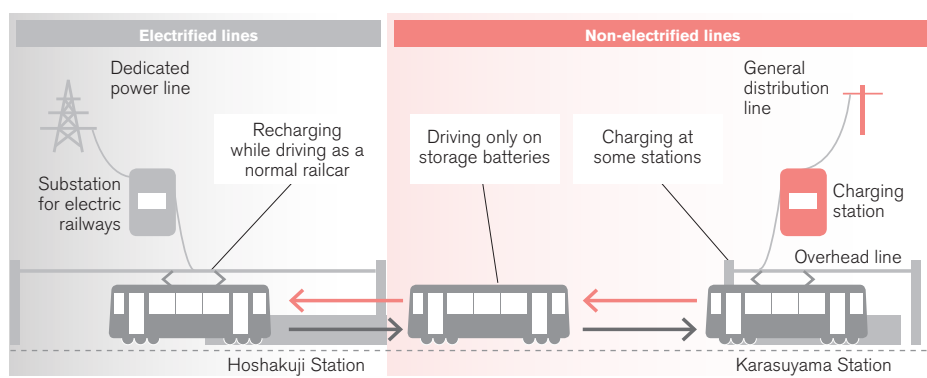 Electrified lines
Non-electrified lines
Dedicated
power line
Recharging
while driving as a
normal railcar
Substation
for electric
railways
Driving only on
storage batteries
Charging at
some stations
General
distribution
line
Charging
station
Overhead line
Hoshakuji Station
Karasuyama Station